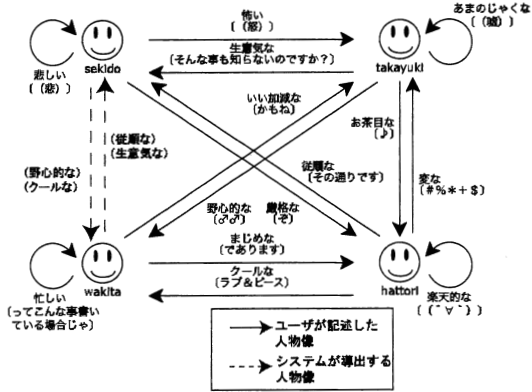 怖い
(（怒）)
あまのじゃくな
(（嘘）)
生意気な
(そんな事も知らないのですか？)
sekido
takayuki
悲しい
(（悲）)
いい加減な
(かもね)
お茶目な
(♪)
(従順な)
(生意気な)
従順な
(その通りです)
(野心的な)
(クールな)
変な
(#%*+$)
野心的な
(♂♂)
厳格な
(ぞ)
まじめな
(であります)
クールな
(ラブ＆ピース)
wakita
hattori
忙しい
(ってこんな事書い
ている場合じゃ)
楽天的な
(（＾∀｀）)
ユーザが記述した
人物像
システムが導出する
人物像